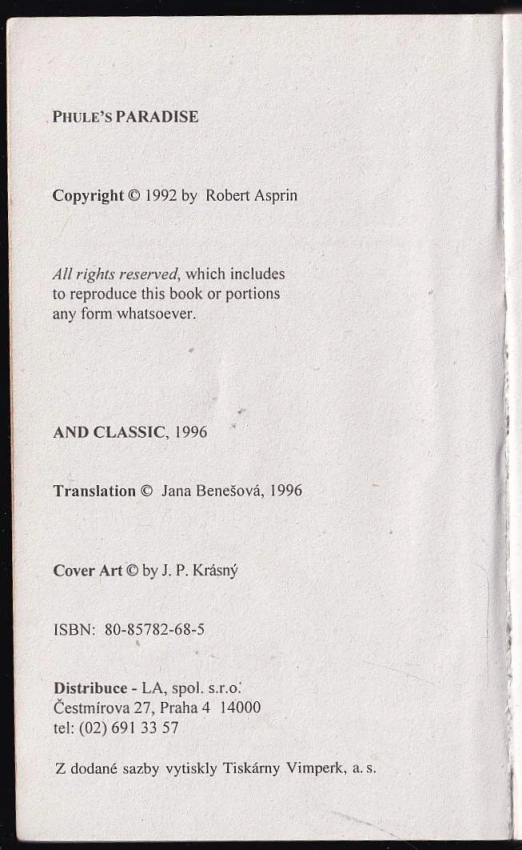 PHULE'S PARADISE
Copyright © 1992 by Robert Asprin
All rights reserved, which includes
to reproduce this book or portions
any form whatsoever.
AND CLASSIC, 1996
Translation © Jana Benešová, 1996
Cover Art © by J. P. Krásný
ISBN: 80-85782-68-5
Distribuce - LA, spol. s.r.o.
Čestmírova 27, Praha 4 14000
tel: (02) 691 33 57
Z dodané sazby vytiskly Tiskárny Vimperk, a. s.